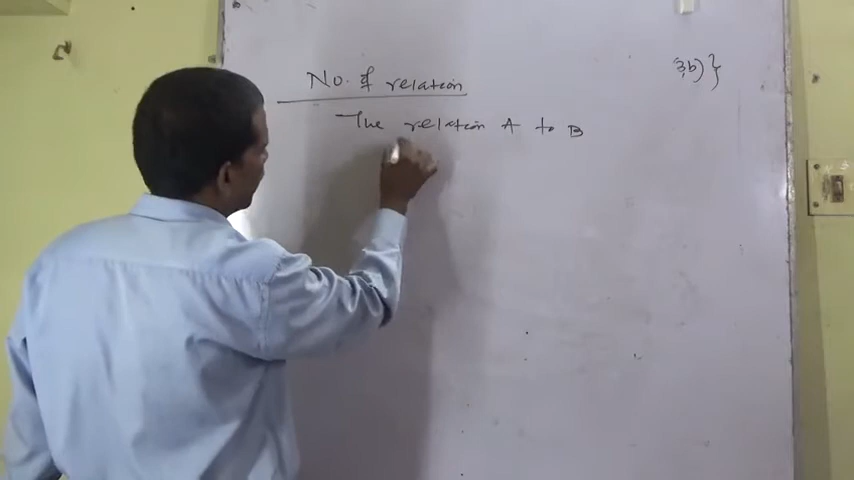 No. of relation
3,b)}
The relation A to B